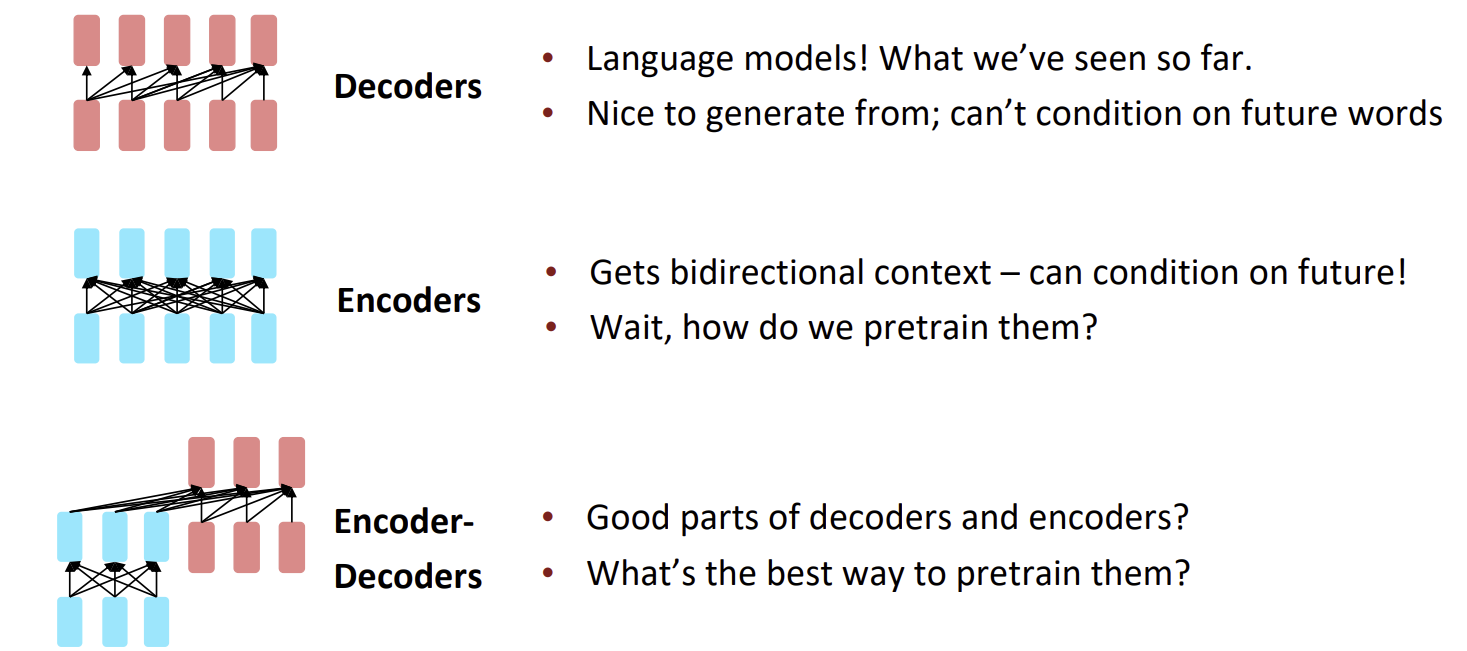 Decoders
• Language models! What we’ve seen so far.
• Nice to generate from; can’t condition on future words
Encoders
• Gets bidirectional context – can condition on future!
• Wait, how do we pretrain them?
Encoder-
Decoders
• Good parts of decoders and encoders?
• What’s the best way to pretrain them?